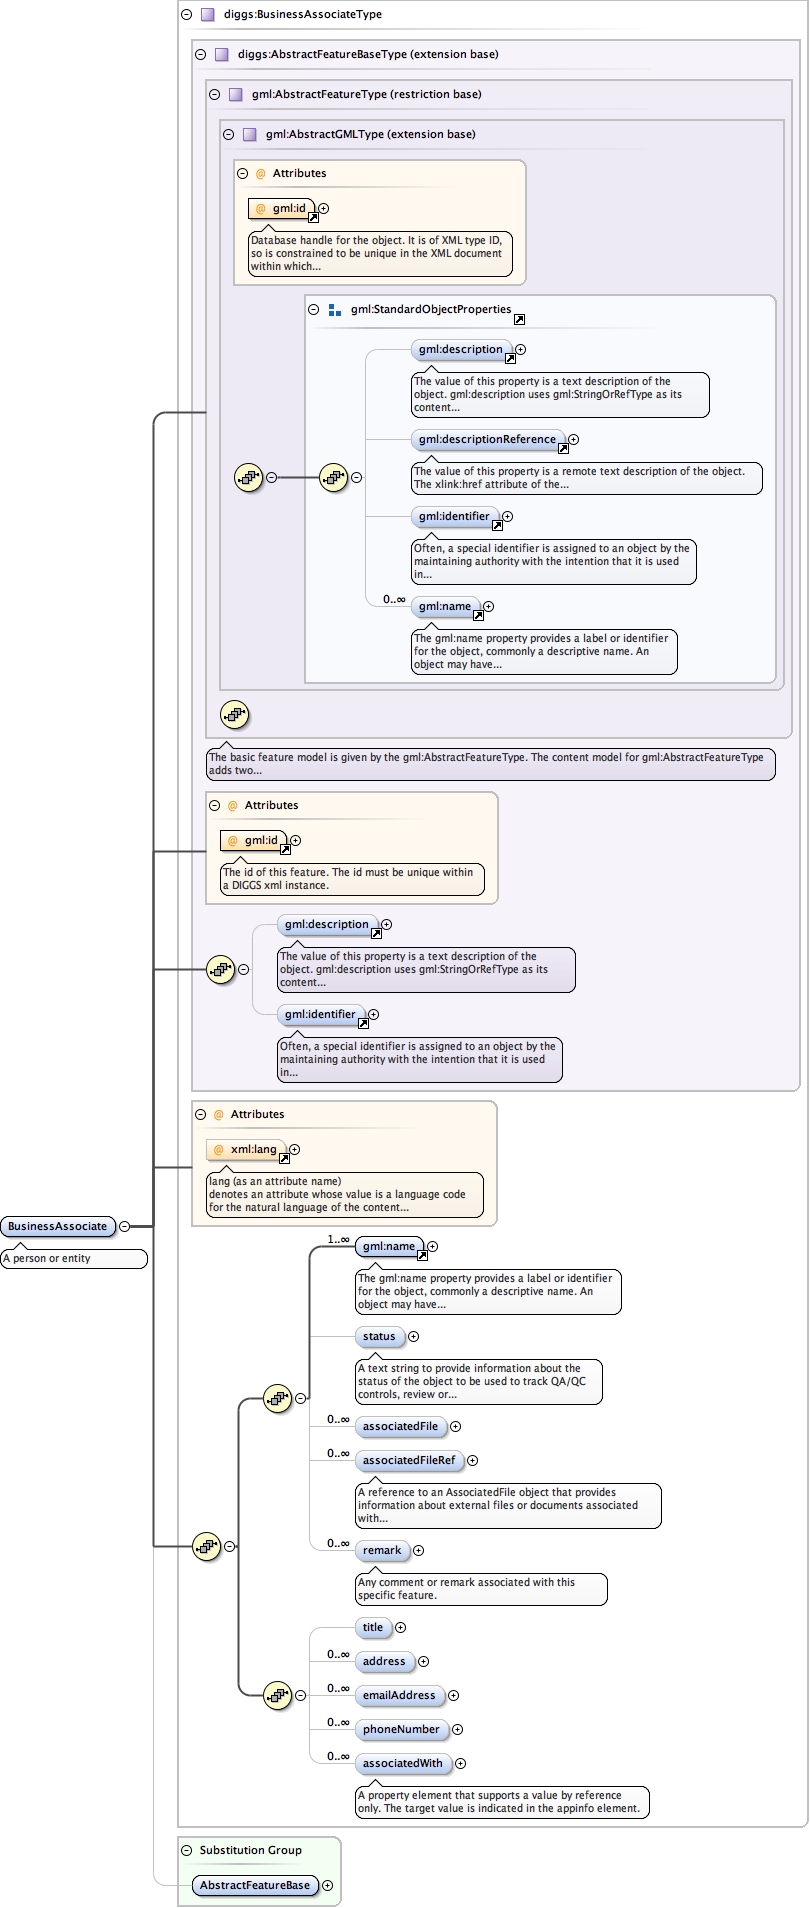 diggs:BusinessAssociateType
diggs:AbstractFeatureBaseType (extension base)
gml:AbstractFeatureType (restriction base)
gml:AbstractGMLType (extension base)
@ Attributes
@ gml:id
Database handle for the object. It is of XML type ID,
so is constrained to be unique in the XML document
within which...
gml:StandardObjectProperties
gml:description
The value of this property is a text description of the
object. gml:description uses gml:StringOrRefType as its
content...
gml:descriptionReference
The value of this property is a remote text description of the object.
The xlink:href attribute of the...
gml:identifier
Often, a special identifier is assigned to an object by the
maintaining authority with the intention that it is used
in...
0..∞ gml:name
The gml:name property provides a label or identifier
for the object, commonly a descriptive name. An
object may have...
The basic feature model is given by the gml:AbstractFeatureType. The content model for gml:AbstractFeatureType
adds two...
@ Attributes
@ gml:id
The id of this feature. The id must be unique within
a DIGGS xml instance.
gml:description
The value of this property is a text description of the
object. gml:description uses gml:StringOrRefType as its
content...
gml:identifier
Often, a special identifier is assigned to an object by the
maintaining authority with the intention that it is used
in...
@ Attributes
@ xml:lang
lang (as an attribute name)
denotes an attribute whose value is a language code
for the natural language of the content...
BusinessAssociate
A person or entity
1..∞ gml:name
The gml:name property provides a label or identifier
for the object, commonly a descriptive name. An
object may have...
status
A text string to provide information about the
status of the object to be used to track QA/QC
controls, review or...
0..∞ associatedFile
0..∞ associatedFileRef
A reference to an AssociatedFile object that provides
information about external files or documents associated
with...
0..∞ remark
Any comment or remark associated with this
specific feature.
title
0..∞ address
0..∞ emailAddress
0..∞ phoneNumber
0..∞ associatedWith
A property element that supports a value by reference
only. The target value is indicated in the appinfo element.
Substitution Group
AbstractFeatureBase